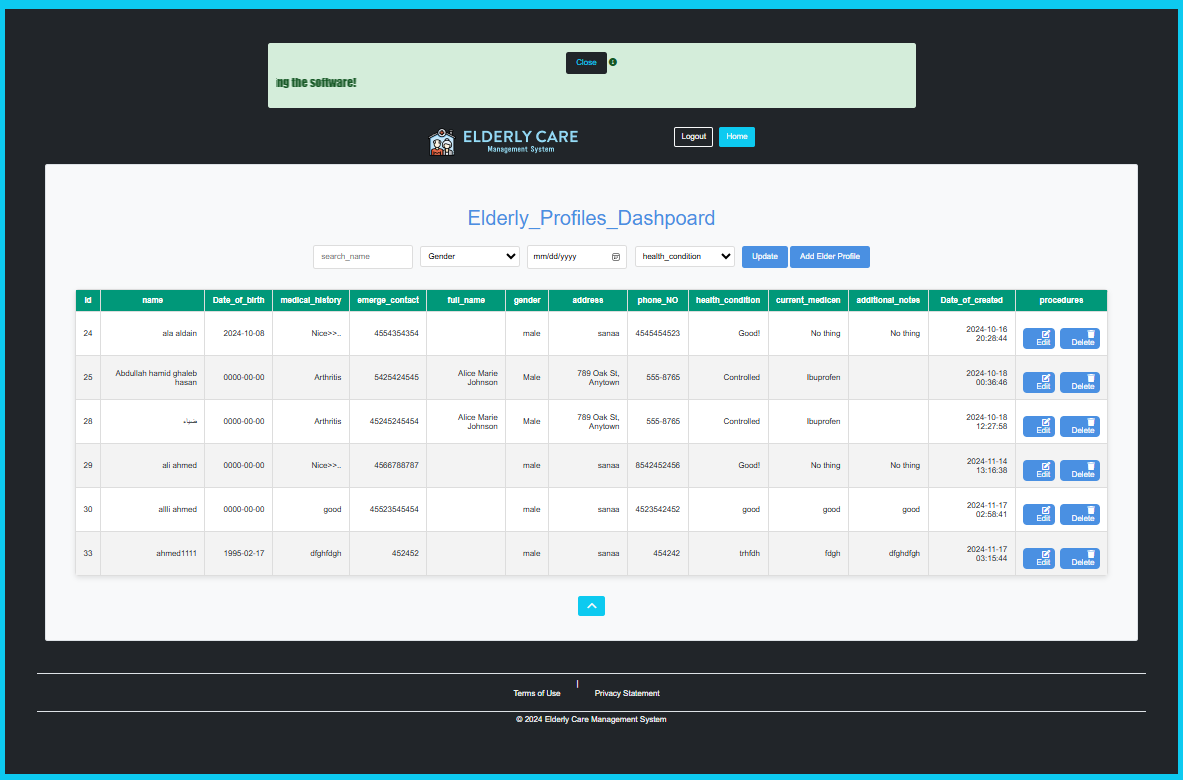 Close
ng the software!
ELDERLY CARE
Management System
Logout Home
Elderly_Profiles_Dashpoard
search_name Gender mm/dd/yyyy health_condition Update Add Elder Profile
id name Date_of_birth medical_history emerge_contact full_name gender address phone_NO health_condition current_medicen additional_notes Date_of_created procedures
24 ala aldain 2024-10-08 Nice>>.. 4554354354 male sanaa 4545454523 Good! No thing No thing 2024-10-16
20:28:44
Edit Delete
25 Abdullah hamid ghaleb
hasan
0000-00-00 Arthritis 5425424545 Alice Marie
Johnson
Male 789 Oak St,
Anytown
555-8765 Controlled Ibuprofen 2024-10-18
00:36:46
Edit Delete
28 ضياء 0000-00-00 Arthritis 45245245454 Alice Marie
Johnson
Male 789 Oak St,
Anytown
555-8765 Controlled Ibuprofen 2024-10-18
12:27:58
Edit Delete
29 ali ahmed 0000-00-00 Nice>>.. 4566788787 male sanaa 8542452456 Good! No thing No thing 2024-11-14
13:16:38
Edit Delete
30 allli ahmed 0000-00-00 good 45523545454 male sanaa 4523542452 good good good 2024-11-17
02:58:41
Edit Delete
33 ahmed1111 1995-02-17 dfghfdgh 452452 male sanaa 454242 trhfdh fdgh dfghdfgh 2024-11-17
03:15:44
Edit Delete
Terms of Use | Privacy Statement
© 2024 Elderly Care Management System